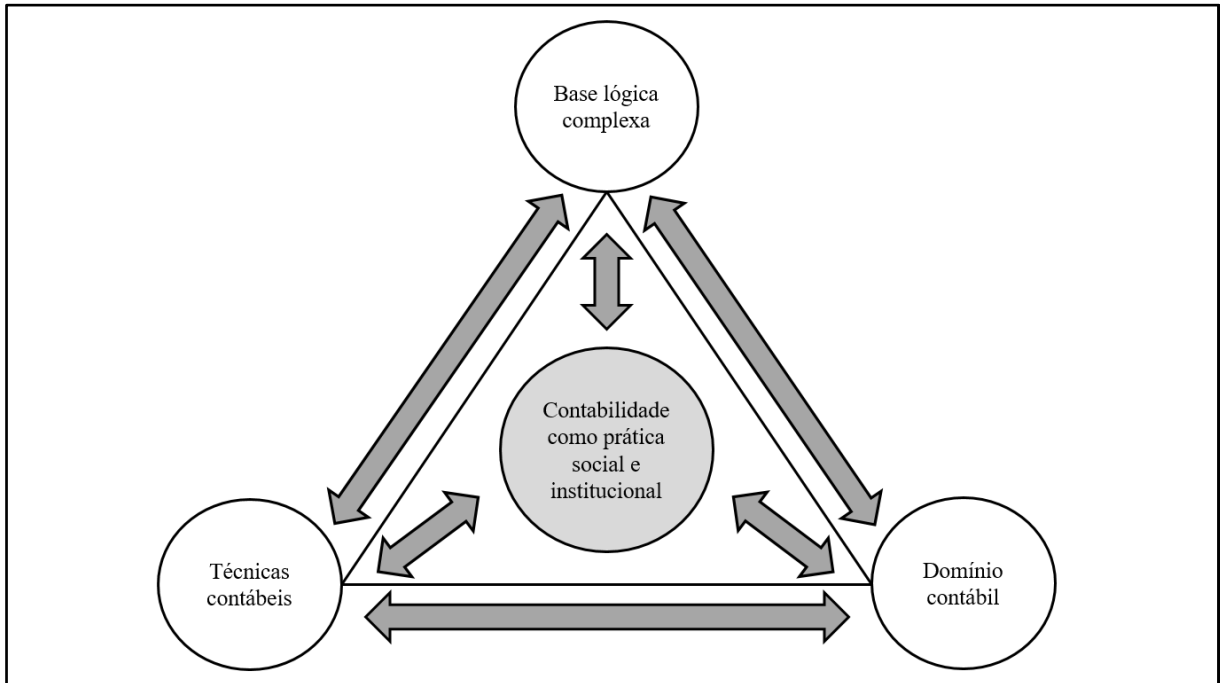 Base lógica
complexa
Contabilidade
como prática
social e
institucional
Técnicas
contábeis
Domínio
contábil